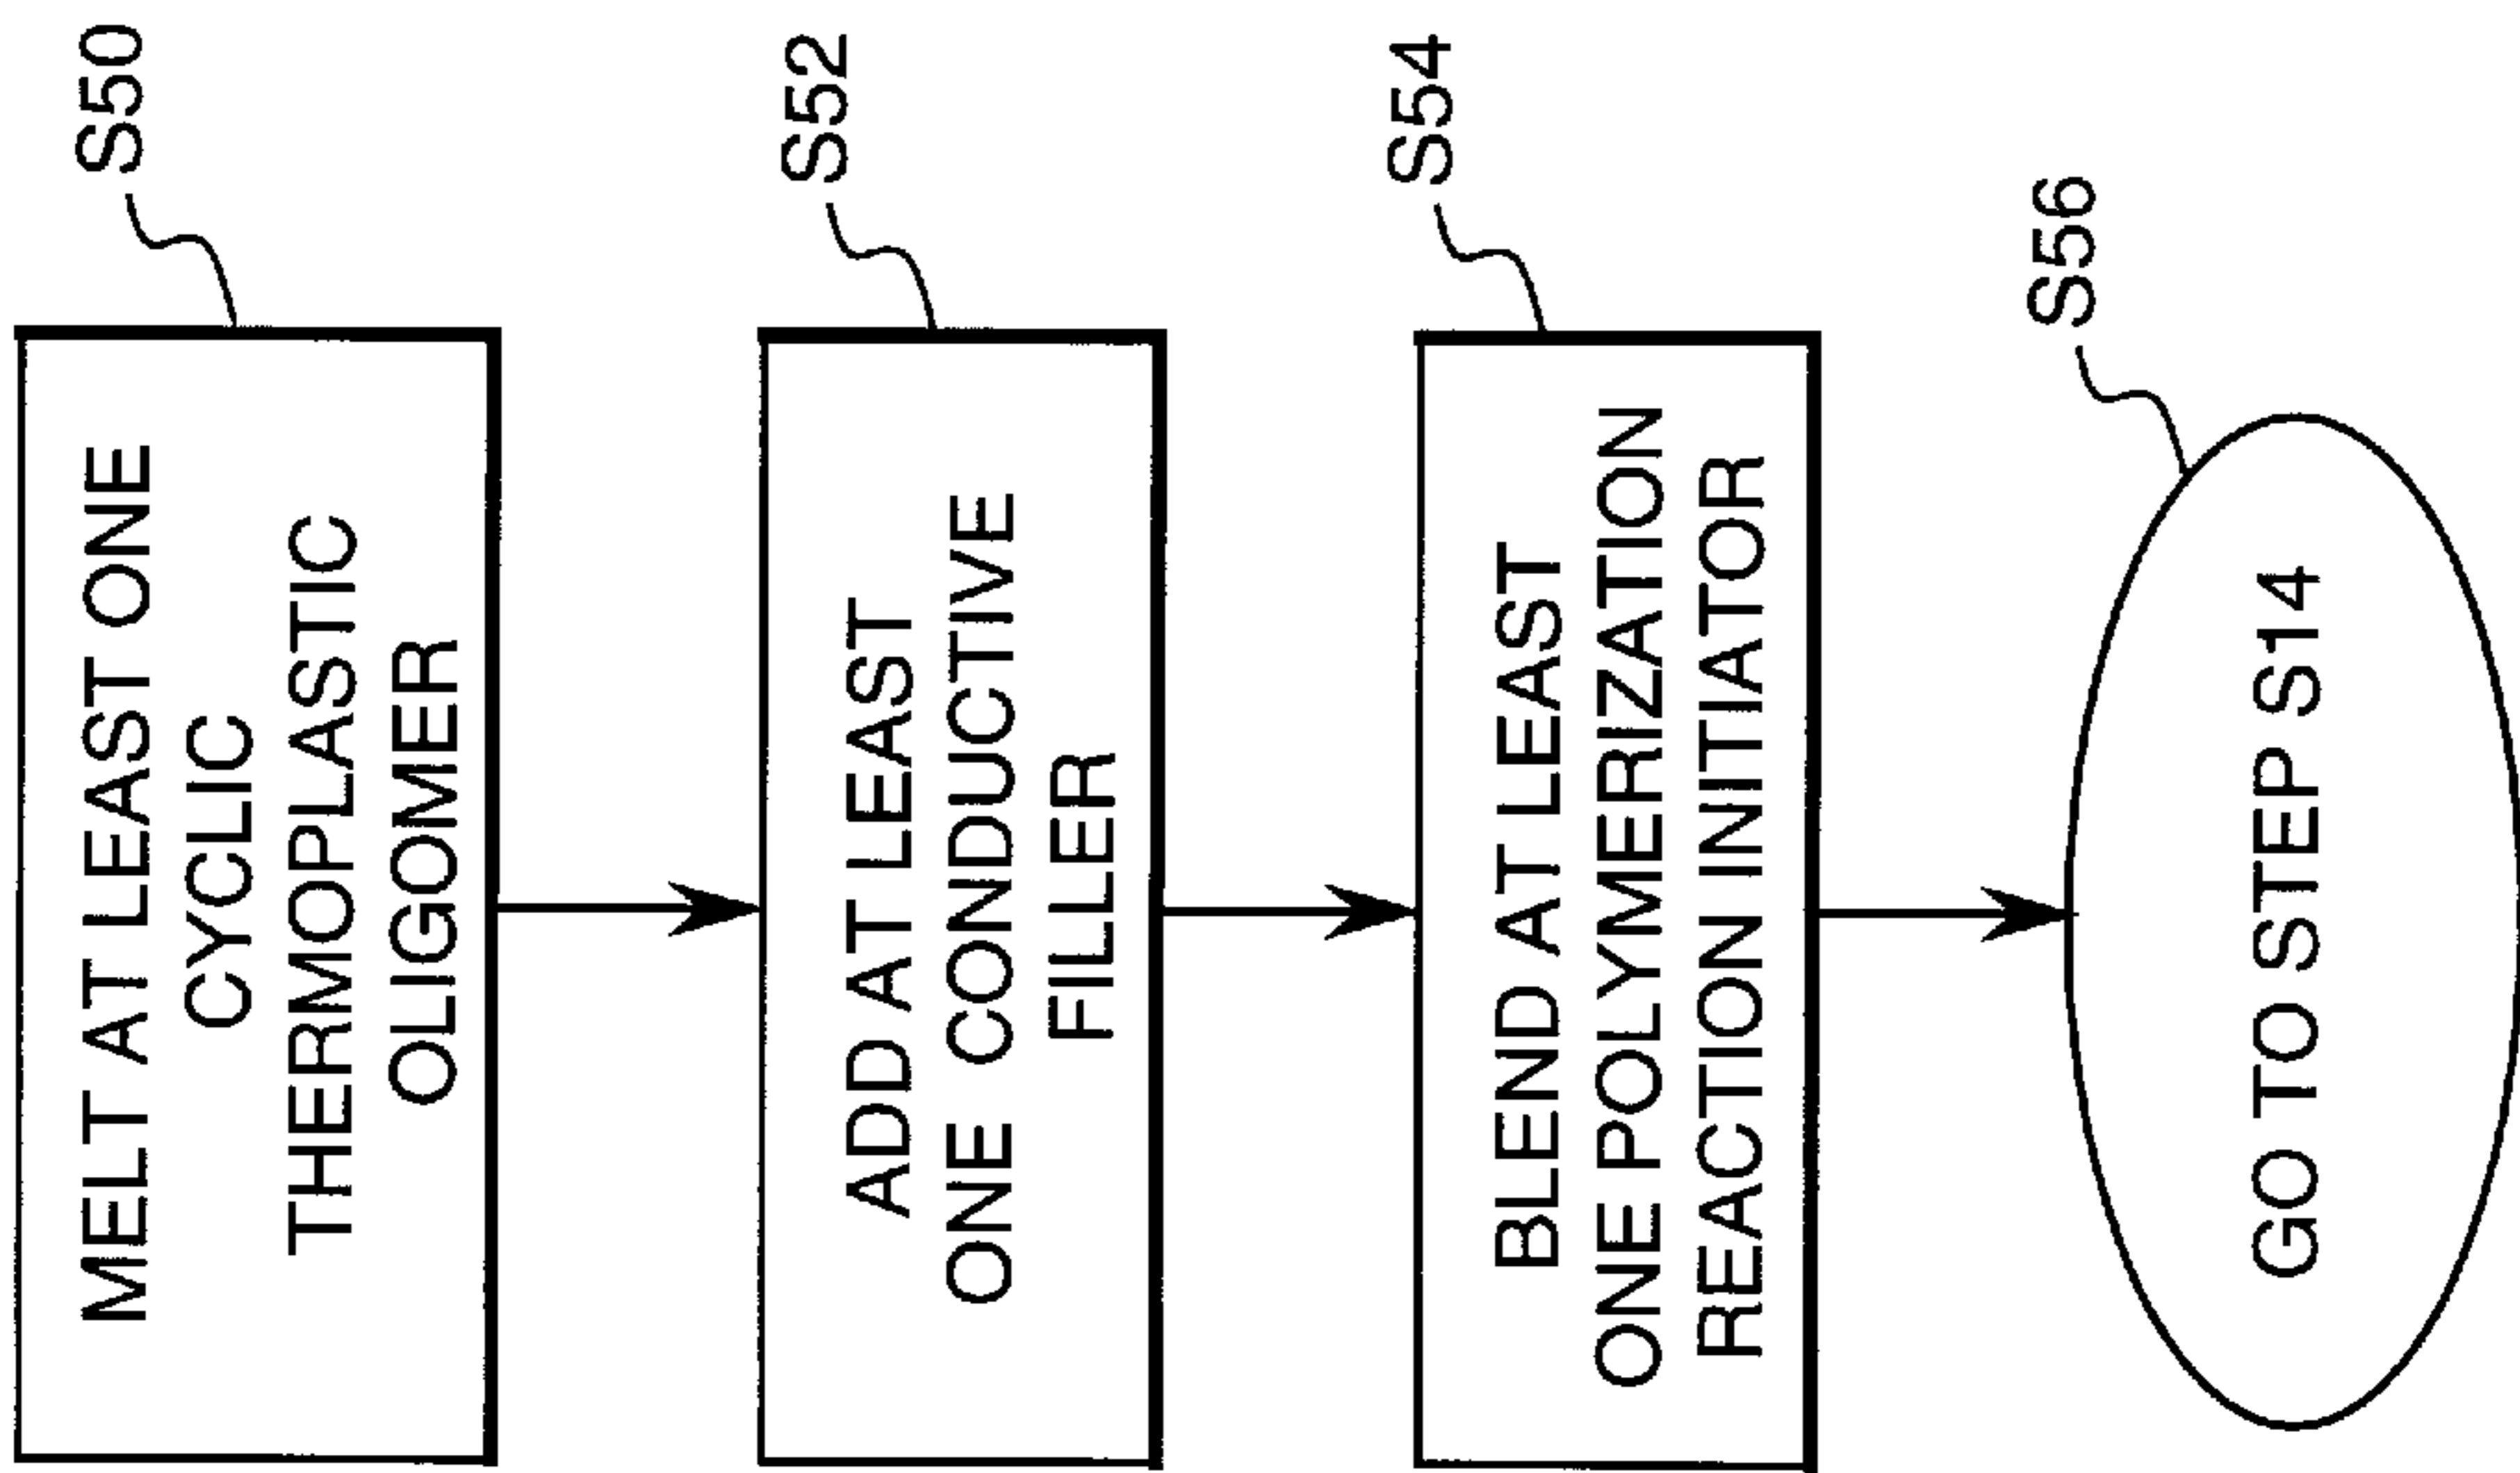 S50
MELT AT LEAST ONE
CYCLIC
THERMOPLASTIC
OLIGOMER
S52
ADD AT LEAST
ONE CONDUCTIVE
FILLER
S54
BLEND AT LEAST
ONE POLYMERIZATION
REACTION INITIATOR
S56
GO TO STEP S14